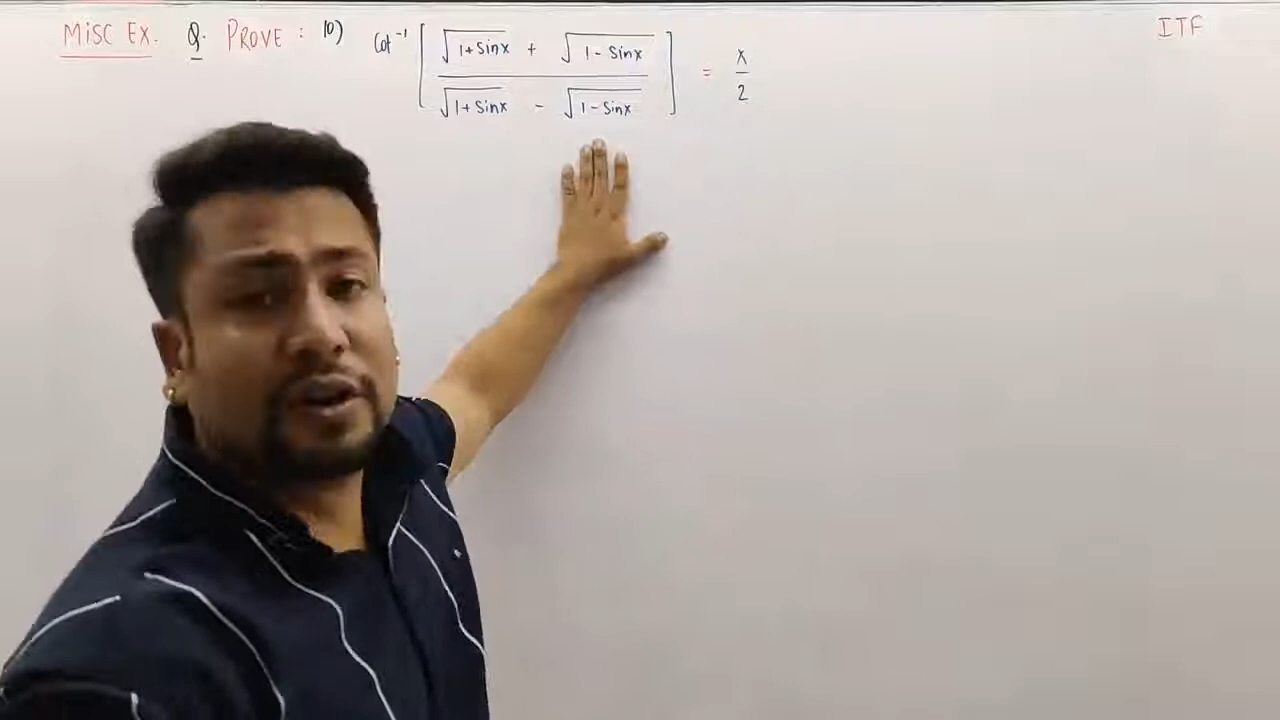 MISC EX. Q. PROVE : 10) Cot⁻¹ [ (√(1+Sinx) + √(1-Sinx)) / (√(1+Sinx) - √(1-Sinx)) ] = x/2
ITF